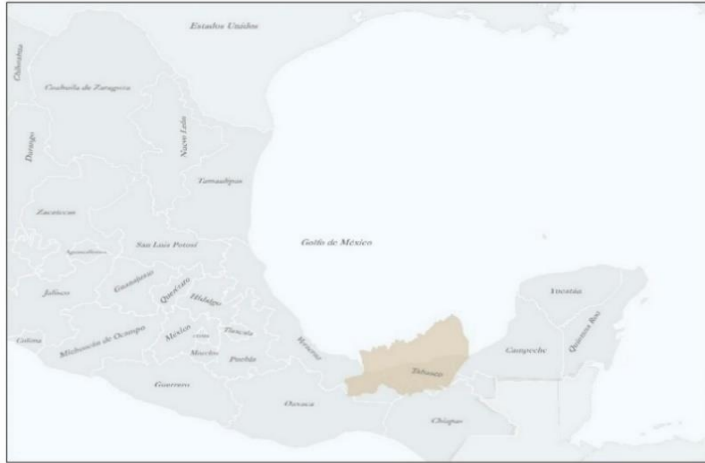 Estados Unidos
Chihuahua
Coahuila de Zaragoza
Nuevo León
Durango
Tamaulipas
Zacatecas
San Luis Potosí
Golfo de México
Aguascalientes
Guanajuato
Querétaro
Hidalgo
Yucatán
Jalisco
Quintana Roo
Colima
Michoacán de Ocampo
México
Tlaxcala
Veracruz
Campeche
Morelos
Puebla
Tabasco
Guerrero
Oaxaca
Chiapas